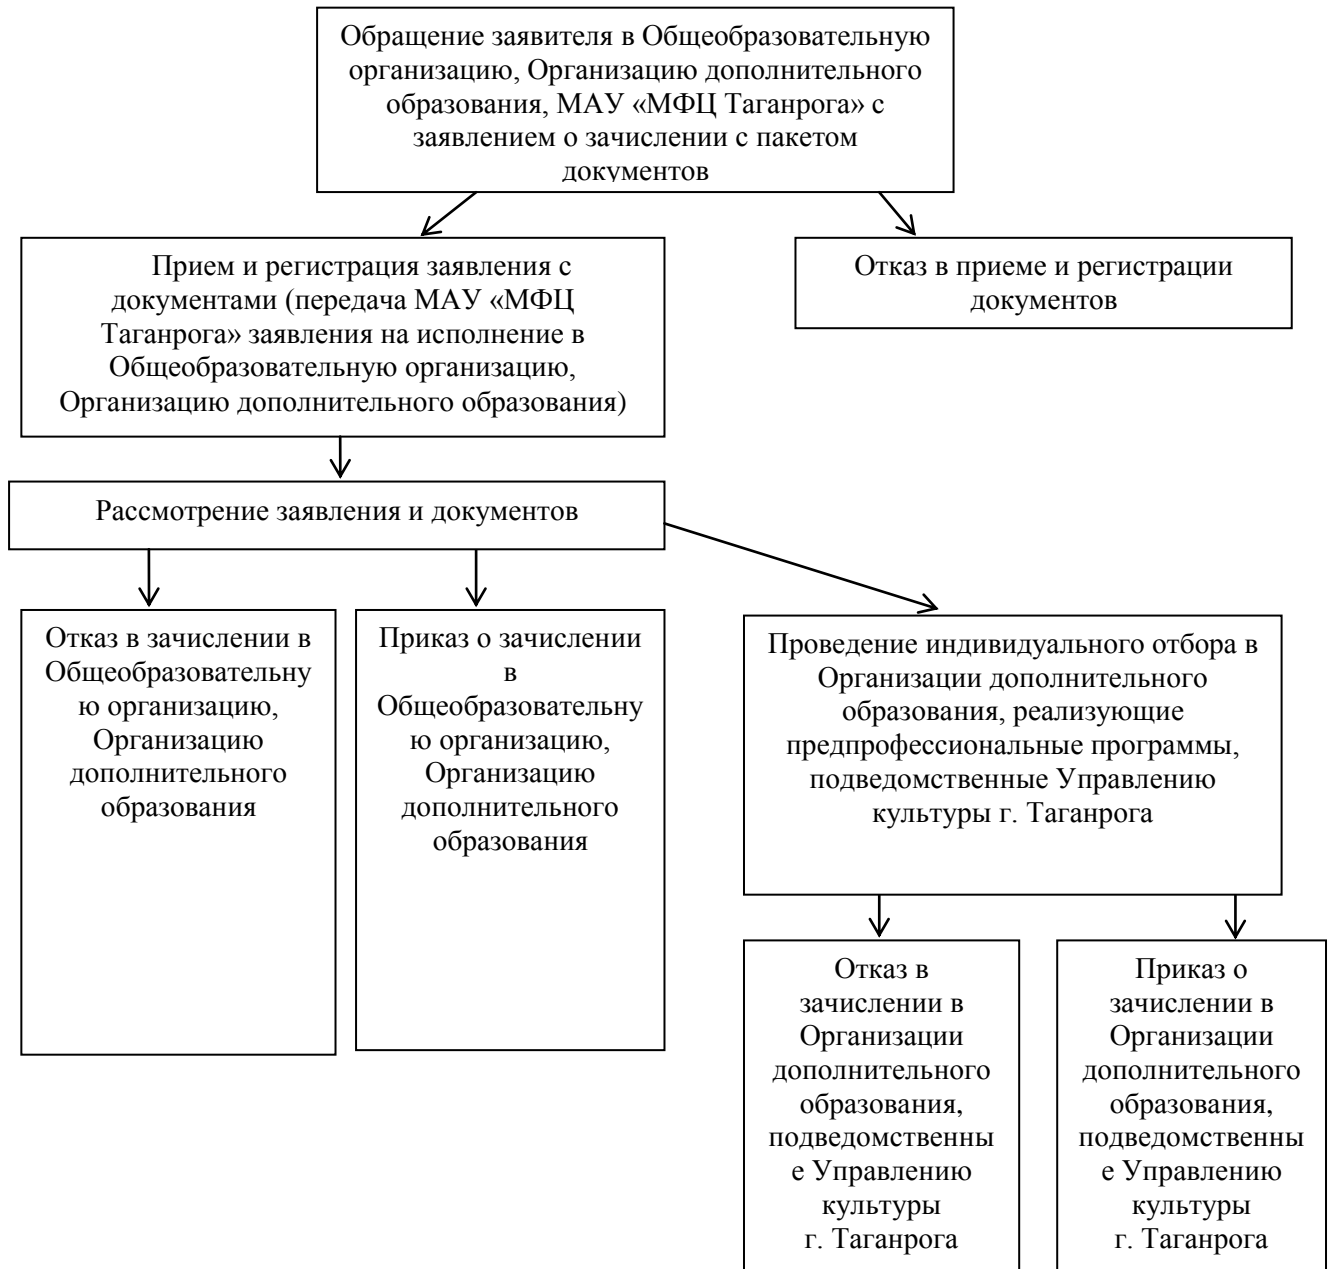 Обращение заявителя в Общеобразовательную
организацию, Организацию дополнительного
образования, МАУ «МФЦ Таганрога» с
заявлением о зачислении с пакетом
документов
Прием и регистрация заявления с
документами (передача МАУ «МФЦ
Таганрога» заявления на исполнение в
Общеобразовательную организацию,
Организацию дополнительного образования)
Отказ в приеме и регистрации
документов
Рассмотрение заявления и документов
Отказ в зачислении в
Общеобразовательну
ю организацию,
Организацию
дополнительного
образования
Приказ о зачислении
в
Общеобразовательну
ю организацию,
Организацию
дополнительного
образования
Проведение индивидуального отбора в
Организации дополнительного
образования, реализующие
предпрофессиональные программы,
подведомственные Управлению
культуры г. Таганрога
Отказ в
зачислении в
Организации
дополнительного
образования,
подведомственны
е Управлению
культуры
г. Таганрога
Приказ о
зачислении в
Организации
дополнительного
образования,
подведомственны
е Управлению
культуры
г. Таганрога